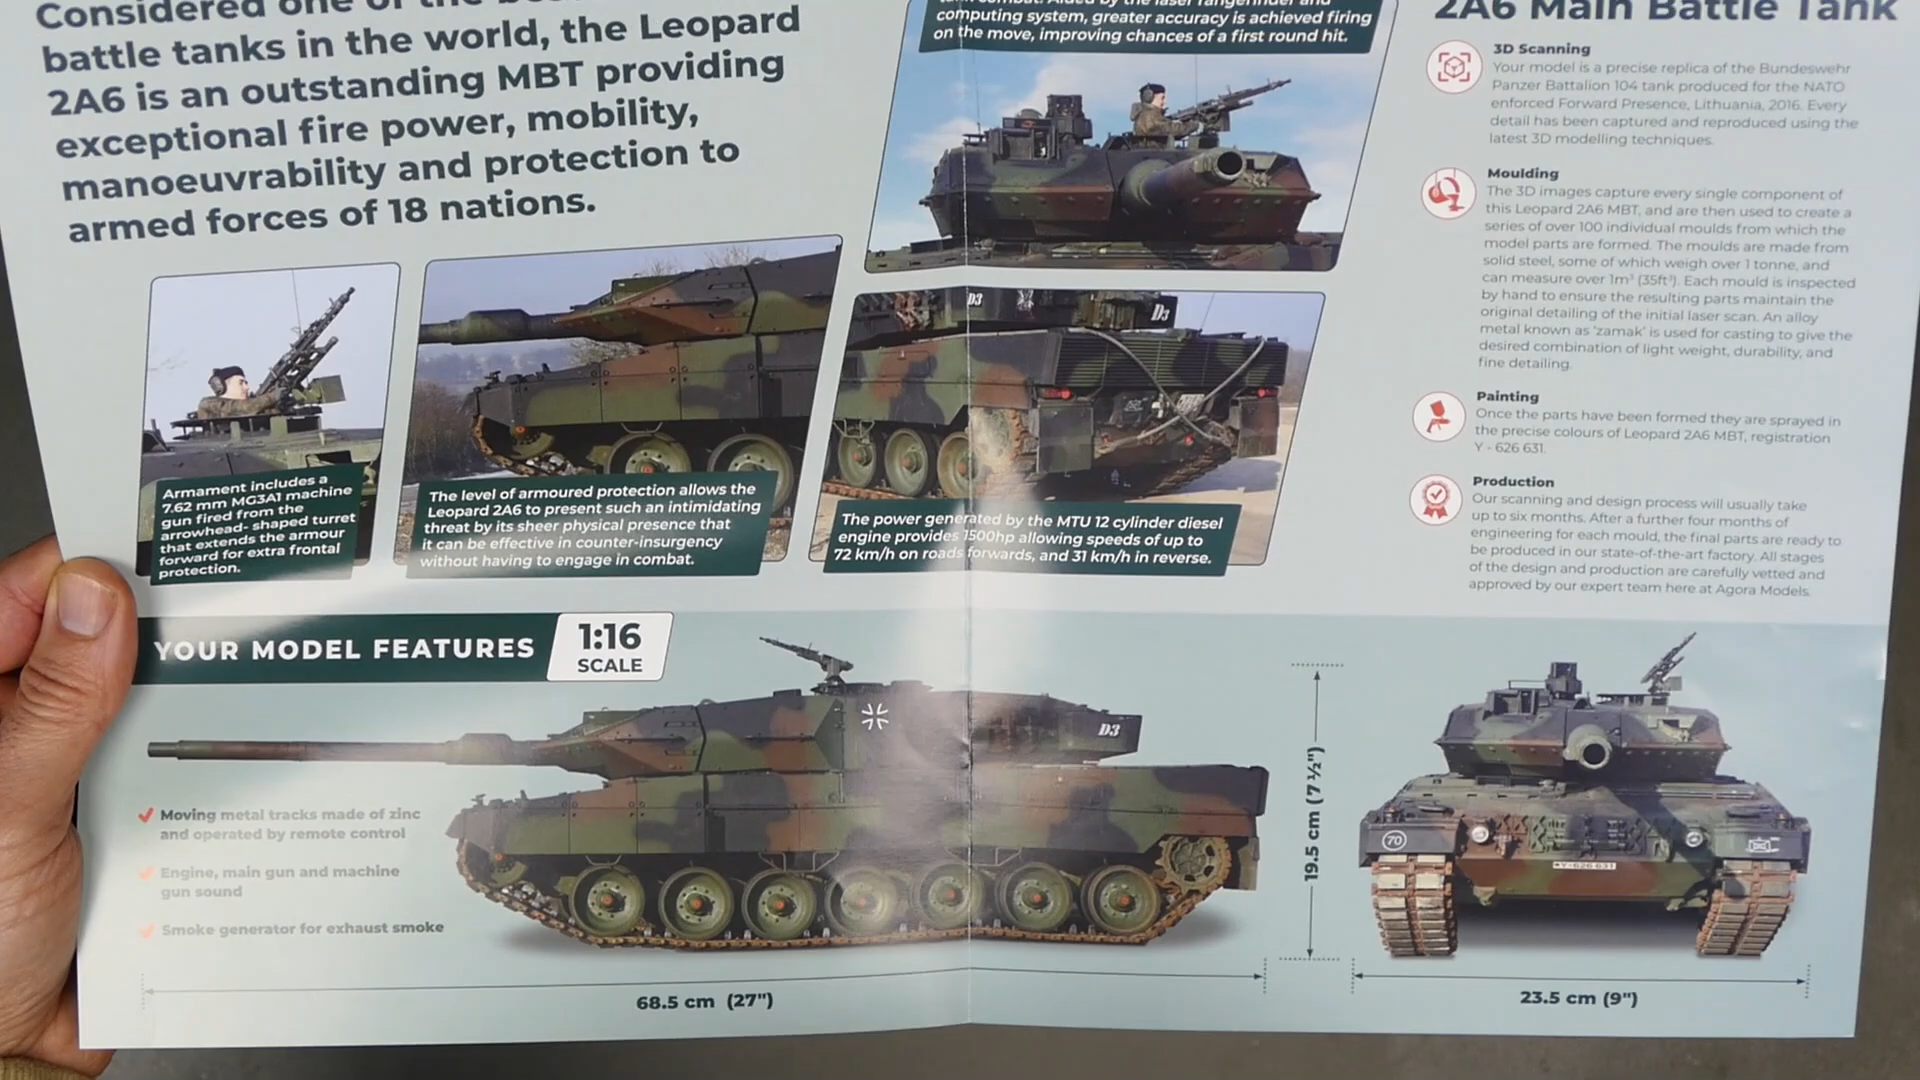 Considered one of the
battle tanks in the world, the Leopard
2A6 is an outstanding MBT providing
exceptional fire power, mobility,
manoeuvrability and protection to
armed forces of 18 nations.
computing system, greater accuracy is achieved firing
on the move, improving chances of a first round hit.
Armament includes a
7.62 mm MG3A1 machine
gun fired from the
arrowhead- shaped turret
that extends the armour
forward for extra frontal
protection.
The level of armoured protection allows the
Leopard 2A6 to present such an intimidating
threat by its sheer physical presence that
it can be effective in counter-insurgency
without having to engage in combat.
D3
D3
The power generated by the MTU 12 cylinder diesel
engine provides 1500hp allowing speeds of up to
72 km/h on roads forwards, and 31 km/h in reverse.
2A6 Main Battle Tank
3D Scanning
Your model is a precise replica of the Bundeswehr
Panzer Battalion 104 tank produced for the NATO
enforced Forward Presence, Lithuania, 2016. Every
detail has been captured and reproduced using the
latest 3D modelling techniques.
Moulding
The 3D images capture every single component of
this Leopard 2A6 MBT, and are then used to create a
series of over 100 individual moulds from which the
model parts are formed. The moulds are made from
solid steel, some of which weigh over 1 tonne, and
can measure over 1m³ (35ft³). Each mould is inspected
by hand to ensure the resulting parts maintain the
original detailing of the initial laser scan. An alloy
metal known as 'zamak' is used for casting to give the
desired combination of light weight, durability, and
fine detailing.
Painting
Once the parts have been formed they are sprayed in
the precise colours of Leopard 2A6 MBT, registration
Y - 626 631.
Production
Our scanning and design process will usually take
up to six months. After a further four months of
engineering for each mould, the final parts are ready to
be produced in our state-of-the-art factory. All stages
of the design and production are carefully vetted and
approved by our expert team here at Agora Models.
YOUR MODEL FEATURES
1:16
SCALE
D3
Moving metal tracks made of zinc
and operated by remote control
Engine, main gun and machine
gun sound
Smoke generator for exhaust smoke
68.5 cm (27")
19.5 cm (7 ½")
70
Y-626 631
23.5 cm (9")